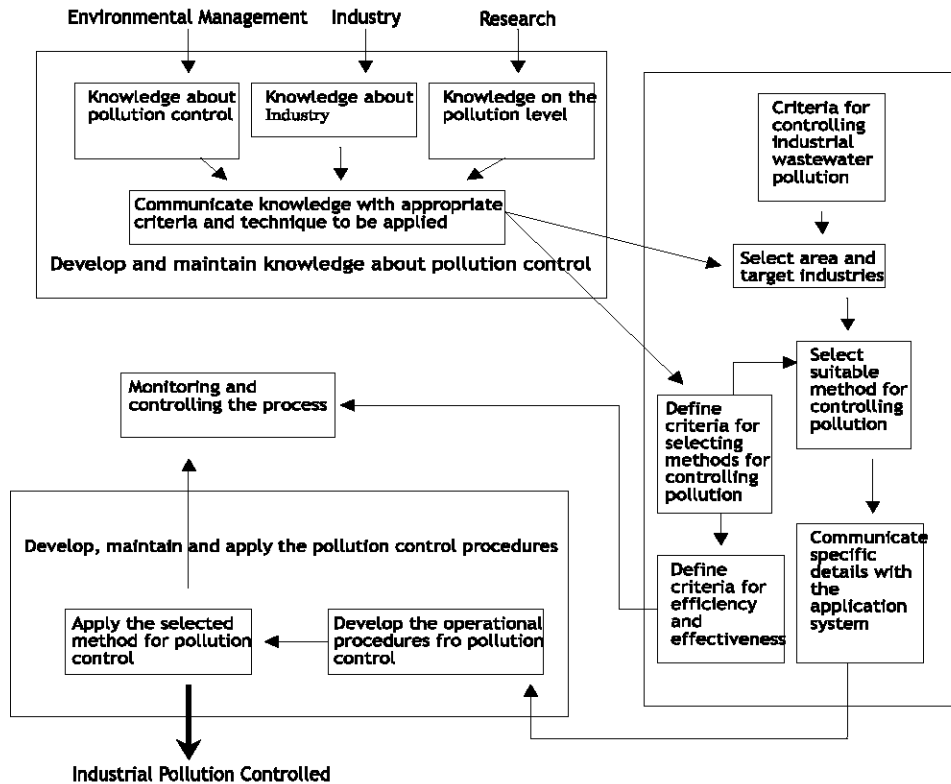 Environmental Management
Industry
Research
Knowledge about
pollution control
Knowledge about
Industry
Knowledge on the
pollution level
Communicate knowledge with appropriate
criteria and technique to be applied
Develop and maintain knowledge about pollution control
Criteria for
controlling
industrial
wastewater
pollution
Select area and
target industries
Select
suitable
method for
controlling
pollution
Define
criteria for
selecting
methods for
controlling
pollution
Define
criteria for
efficiency
and
effectiveness
Communicate
specific
details with
the
application
system
Monitoring and
controlling the process
Develop, maintain and apply the pollution control procedures
Apply the selected
method for pollution
control
Develop the operational
procedures fro pollution
control
Industrial Pollution Controlled